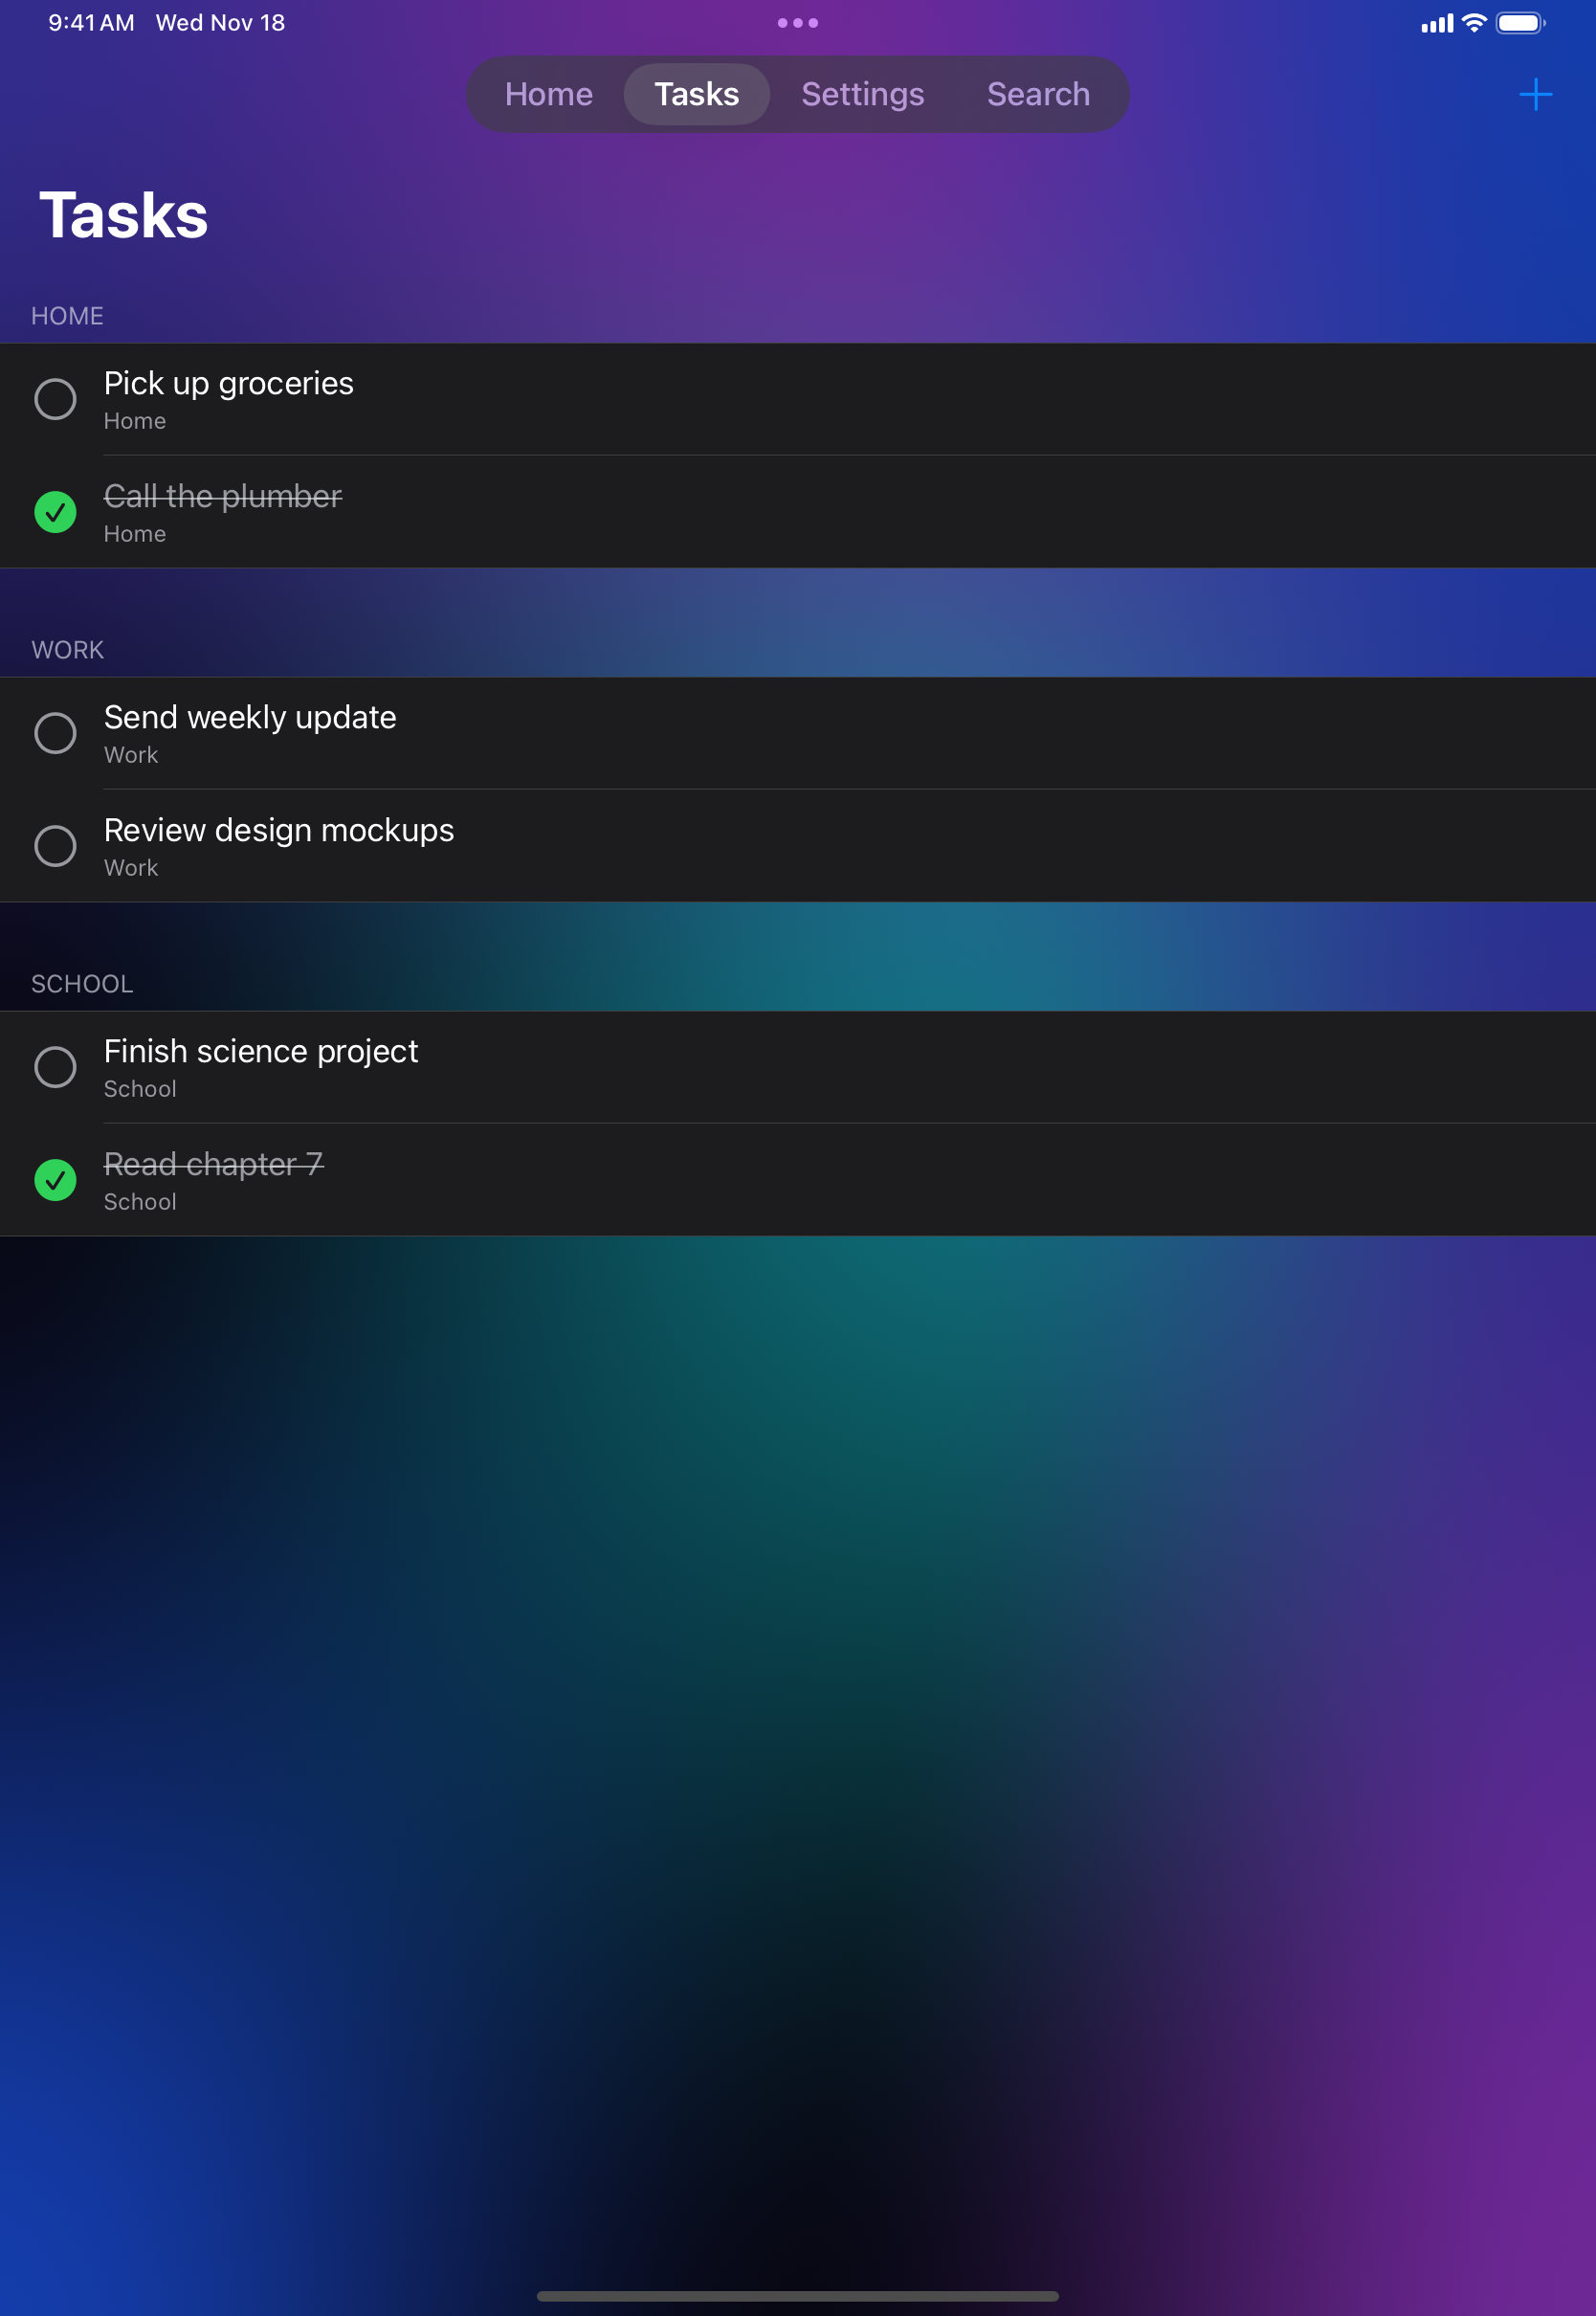 9:41 AM Wed Nov 18
Home Tasks Settings Search
Tasks
HOME
Pick up groceries
Home
Call the plumber
Home
WORK
Send weekly update
Work
Review design mockups
Work
SCHOOL
Finish science project
School
Read chapter 7
School